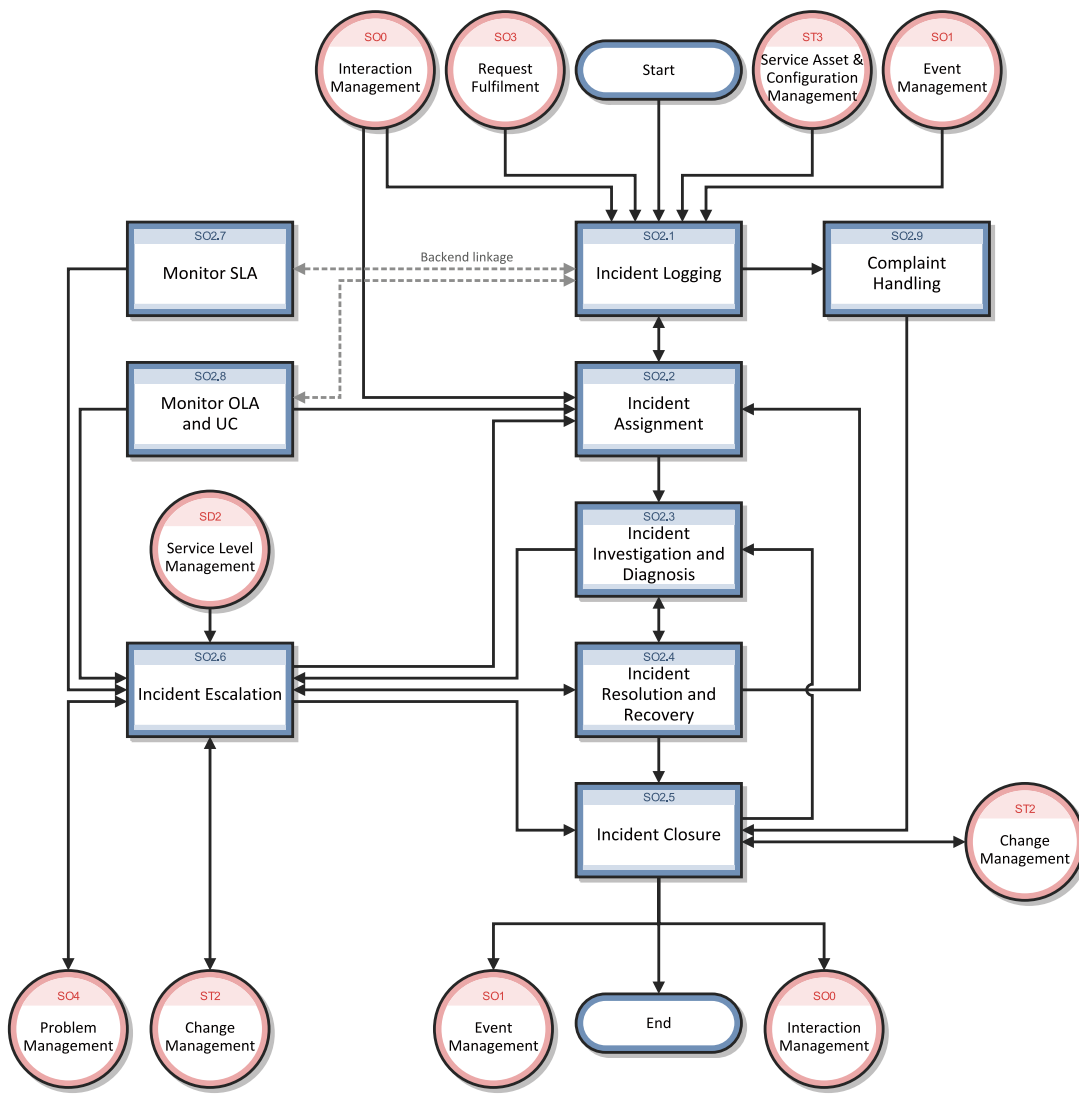 SO0
Interaction
Management
SO3
Request
Fulfilment
Start
ST3
Service Asset &
Configuration
Management
SO1
Event
Management
SO2.7
Monitor SLA
Backend linkage
SO2.1
Incident Logging
SO2.9
Complaint
Handling
SO2.8
Monitor OLA
and UC
SO2.2
Incident
Assignment
SD2
Service Level
Management
SO2.3
Incident
Investigation and
Diagnosis
SO2.6
Incident Escalation
SO2.4
Incident
Resolution and
Recovery
SO2.5
Incident Closure
ST2
Change
Management
SO4
Problem
Management
ST2
Change
Management
SO1
Event
Management
End
SO0
Interaction
Management